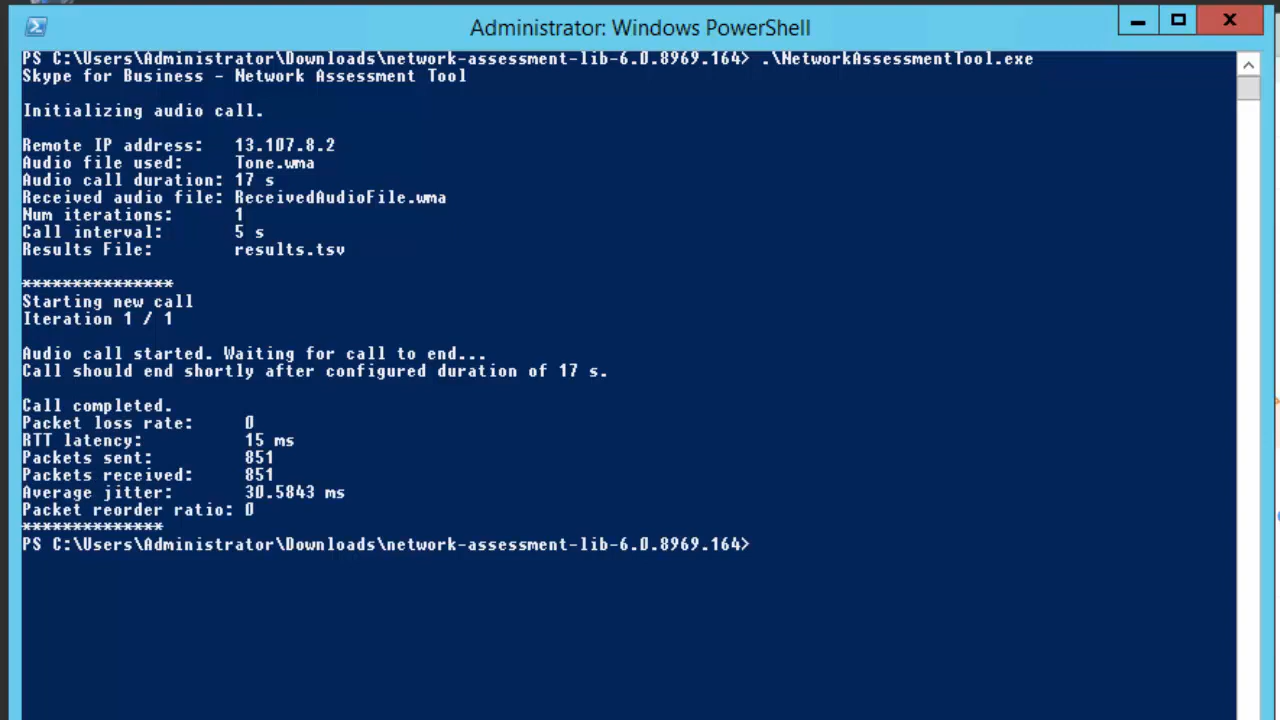 Administrator: Windows PowerShell
PS C:\Users\Administrator\Downloads\network-assessment-lib-6.0.8969.164> .\NetworkAssessmentTool.exe
Skype for Business - Network Assessment Tool
Initializing audio call.
Remote IP address:   13.107.8.2
Audio file used:     Tone.wma
Audio call duration: 17 s
Received audio file: ReceivedAudioFile.wma
Num iterations:      1
Call interval:       5 s
Results File:        results.tsv
***************
Starting new call
Iteration 1 / 1
Audio call started. Waiting for call to end...
Call should end shortly after configured duration of 17 s.
Call completed.
Packet loss rate:     0
RTT latency:          15 ms
Packets sent:         851
Packets received:     851
Average jitter:       30.5843 ms
Packet reorder ratio: 0
**************
PS C:\Users\Administrator\Downloads\network-assessment-lib-6.0.8969.164>